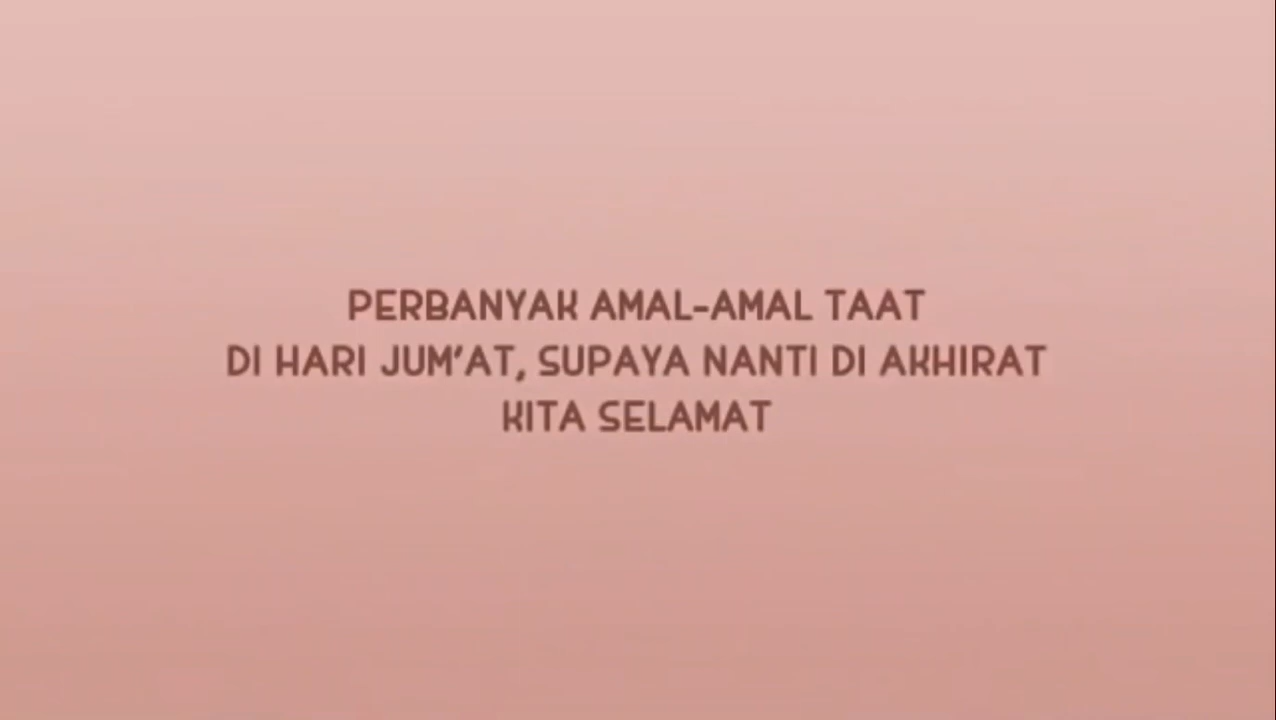 PERBANYAK AMAL-AMAL TAAT
DI HARI JUM'AT, SUPAYA NANTI DI AKHIRAT
KITA SELAMAT